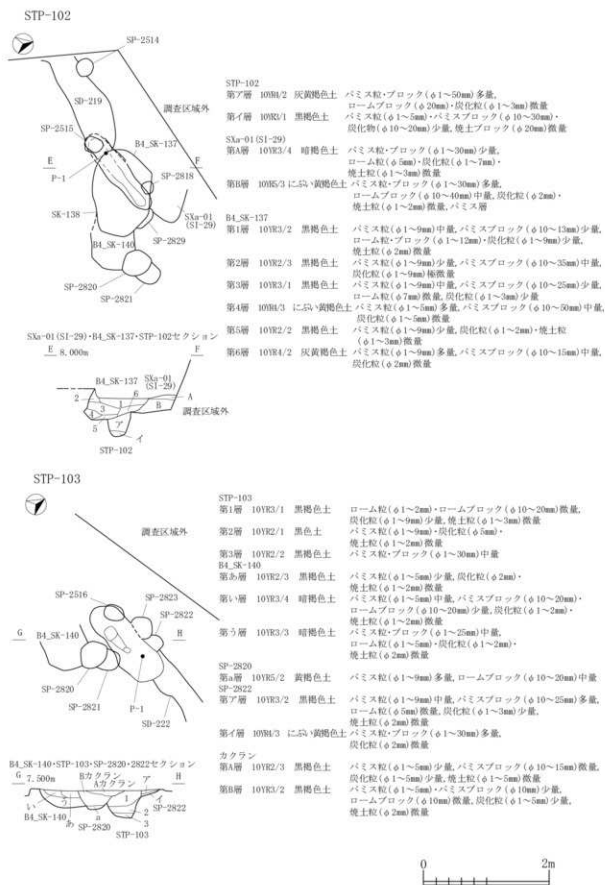 STP-102
SP-2514
SD-219
調査区域外
SP-2515
E
B4_SK-137
F
P-1
SP-2818
SK-138
SXa-01
(SI-29)
B4_SK-140
SP-2829
SP-2820
SP-2821
SXa-01(SI-29)・B4_SK-137・STP-102セクション
E 8.000m
F
B4_SK-137
SXa-01
(SI-29)
2
6
A
3
1
B
4
調査区域外
5
ア
イ
STP-102
STP-102
第ア層 10YR4/2 灰黄褐色土 パミス粒・ブロック(φ1～50mm)多量,
ロームブロック(φ20mm)・炭化粒(φ1～3mm)微量
第イ層 10YR3/1 黒褐色土 パミス粒(φ1～5mm)・パミスブロック(φ10～30mm)・
炭化物(φ10～20mm)少量, 焼土ブロック(φ20mm)微量
SXa-01(SI-29)
第A層 10YR3/4 暗褐色土 パミス粒・ブロック(φ1～30mm)少量,
ローム粒(φ5mm)・炭化粒(φ1～7mm)・
焼土粒(φ1～3mm)微量
第B層 10YR5/3 にぶい黄褐色土 パミス粒・ブロック(φ1～30mm)多量,
ロームブロック(φ10～40mm)中量, 炭化粒(φ2mm)・
焼土粒(φ1～2mm)微量, パミス層
B4_SK-137
第1層 10YR3/2 黒褐色土 パミス粒(φ1～9mm)中量, パミスブロック(φ10～13mm)少量,
ローム粒・ブロック(φ1～12mm)・炭化粒(φ1～9mm)少量,
焼土粒(φ2mm)微量
第2層 10YR2/3 黒褐色土 パミス粒(φ1～9mm)少量, パミスブロック(φ10～35mm)中量,
炭化粒(φ1～9mm)極微量
第3層 10YR3/1 黒褐色土 パミス粒(φ1～9mm)中量, パミスブロック(φ10～25mm)少量,
ローム粒(φ7mm)微量, 炭化粒(φ1～3mm)少量
第4層 10YR4/3 にぶい黄褐色土 パミス粒(φ1～5mm)多量, パミスブロック(φ10～50mm)中量,
炭化粒(φ1～5mm)微量
第5層 10YR2/2 黒褐色土 パミス粒(φ1～9mm)少量, 炭化粒(φ1～2mm)・焼土粒
(φ1～3mm)微量
第6層 10YR4/2 灰黄褐色土 パミス粒(φ1～9mm)多量, パミスブロック(φ10～15mm)中量,
炭化粒(φ2mm)微量
STP-103
調査区域外
SP-2516
SP-2823
SP-2822
G
B4_SK-140
H
SP-2820
SP-2821
P-1
SD-222
B4_SK-140・STP-103・SP-2820・2822セクション
G 7.500m
Bカクラン
Aカクラン
ア
H
い
う
1
イ
B4_SK-140
SP-2822
あ
a
2
SP-2820
3
STP-103
STP-103
第1層 10YR3/1 黒褐色土 ローム粒(φ1～2mm)・ロームブロック(φ10～20mm)微量,
炭化粒(φ1～9mm)少量, 焼土粒(φ1～3mm)微量
第2層 10YR2/1 黒色土 パミス粒(φ1～9mm)・炭化粒(φ5mm)・
焼土粒(φ1～2mm)微量
第3層 10YR2/2 黒褐色土 パミス粒・ブロック(φ1～30mm)中量
B4_SK-140
第あ層 10YR2/3 黒褐色土 パミス粒(φ1～5mm)少量, 炭化粒(φ2mm)・
焼土粒(φ1～2mm)微量
第い層 10YR3/4 暗褐色土 パミス粒(φ1～5mm)中量, パミスブロック(φ10～20mm)・
ロームブロック(φ10～20mm)少量, 炭化粒(φ1～2mm)・
焼土粒(φ1～2mm)微量
第う層 10YR3/3 暗褐色土 パミス粒・ブロック(φ1～25mm)中量,
ローム粒(φ1～5mm)・炭化粒(φ1～2mm)・
焼土粒(φ2mm)微量
SP-2820
第a層 10YR5/2 黄褐色土 パミス粒(φ1～9mm)多量, ロームブロック(φ10～20mm)中量
SP-2822
第ア層 10YR3/2 黒褐色土 パミス粒(φ1～9mm)中量, パミスブロック(φ10～25mm)多量,
ローム粒(φ5mm)微量, 炭化粒(φ1～3mm)少量,
焼土粒(φ2mm)微量
第イ層 10YR4/3 にぶい黄褐色土 パミス粒・ブロック(φ1～30mm)多量,
炭化粒(φ2mm)微量
カクラン
第A層 10YR2/3 黒褐色土 パミス粒(φ1～5mm)少量, パミスブロック(φ10～15mm)微量,
炭化粒(φ1～5mm)少量, 焼土粒(φ1～5mm)微量
第B層 10YR3/2 黒褐色土 パミス粒(φ1～5mm)・パミスブロック(φ10mm)少量,
ロームブロック(φ10mm)微量, 炭化粒(φ1～5mm)少量,
焼土粒(φ2mm)微量
0 2m